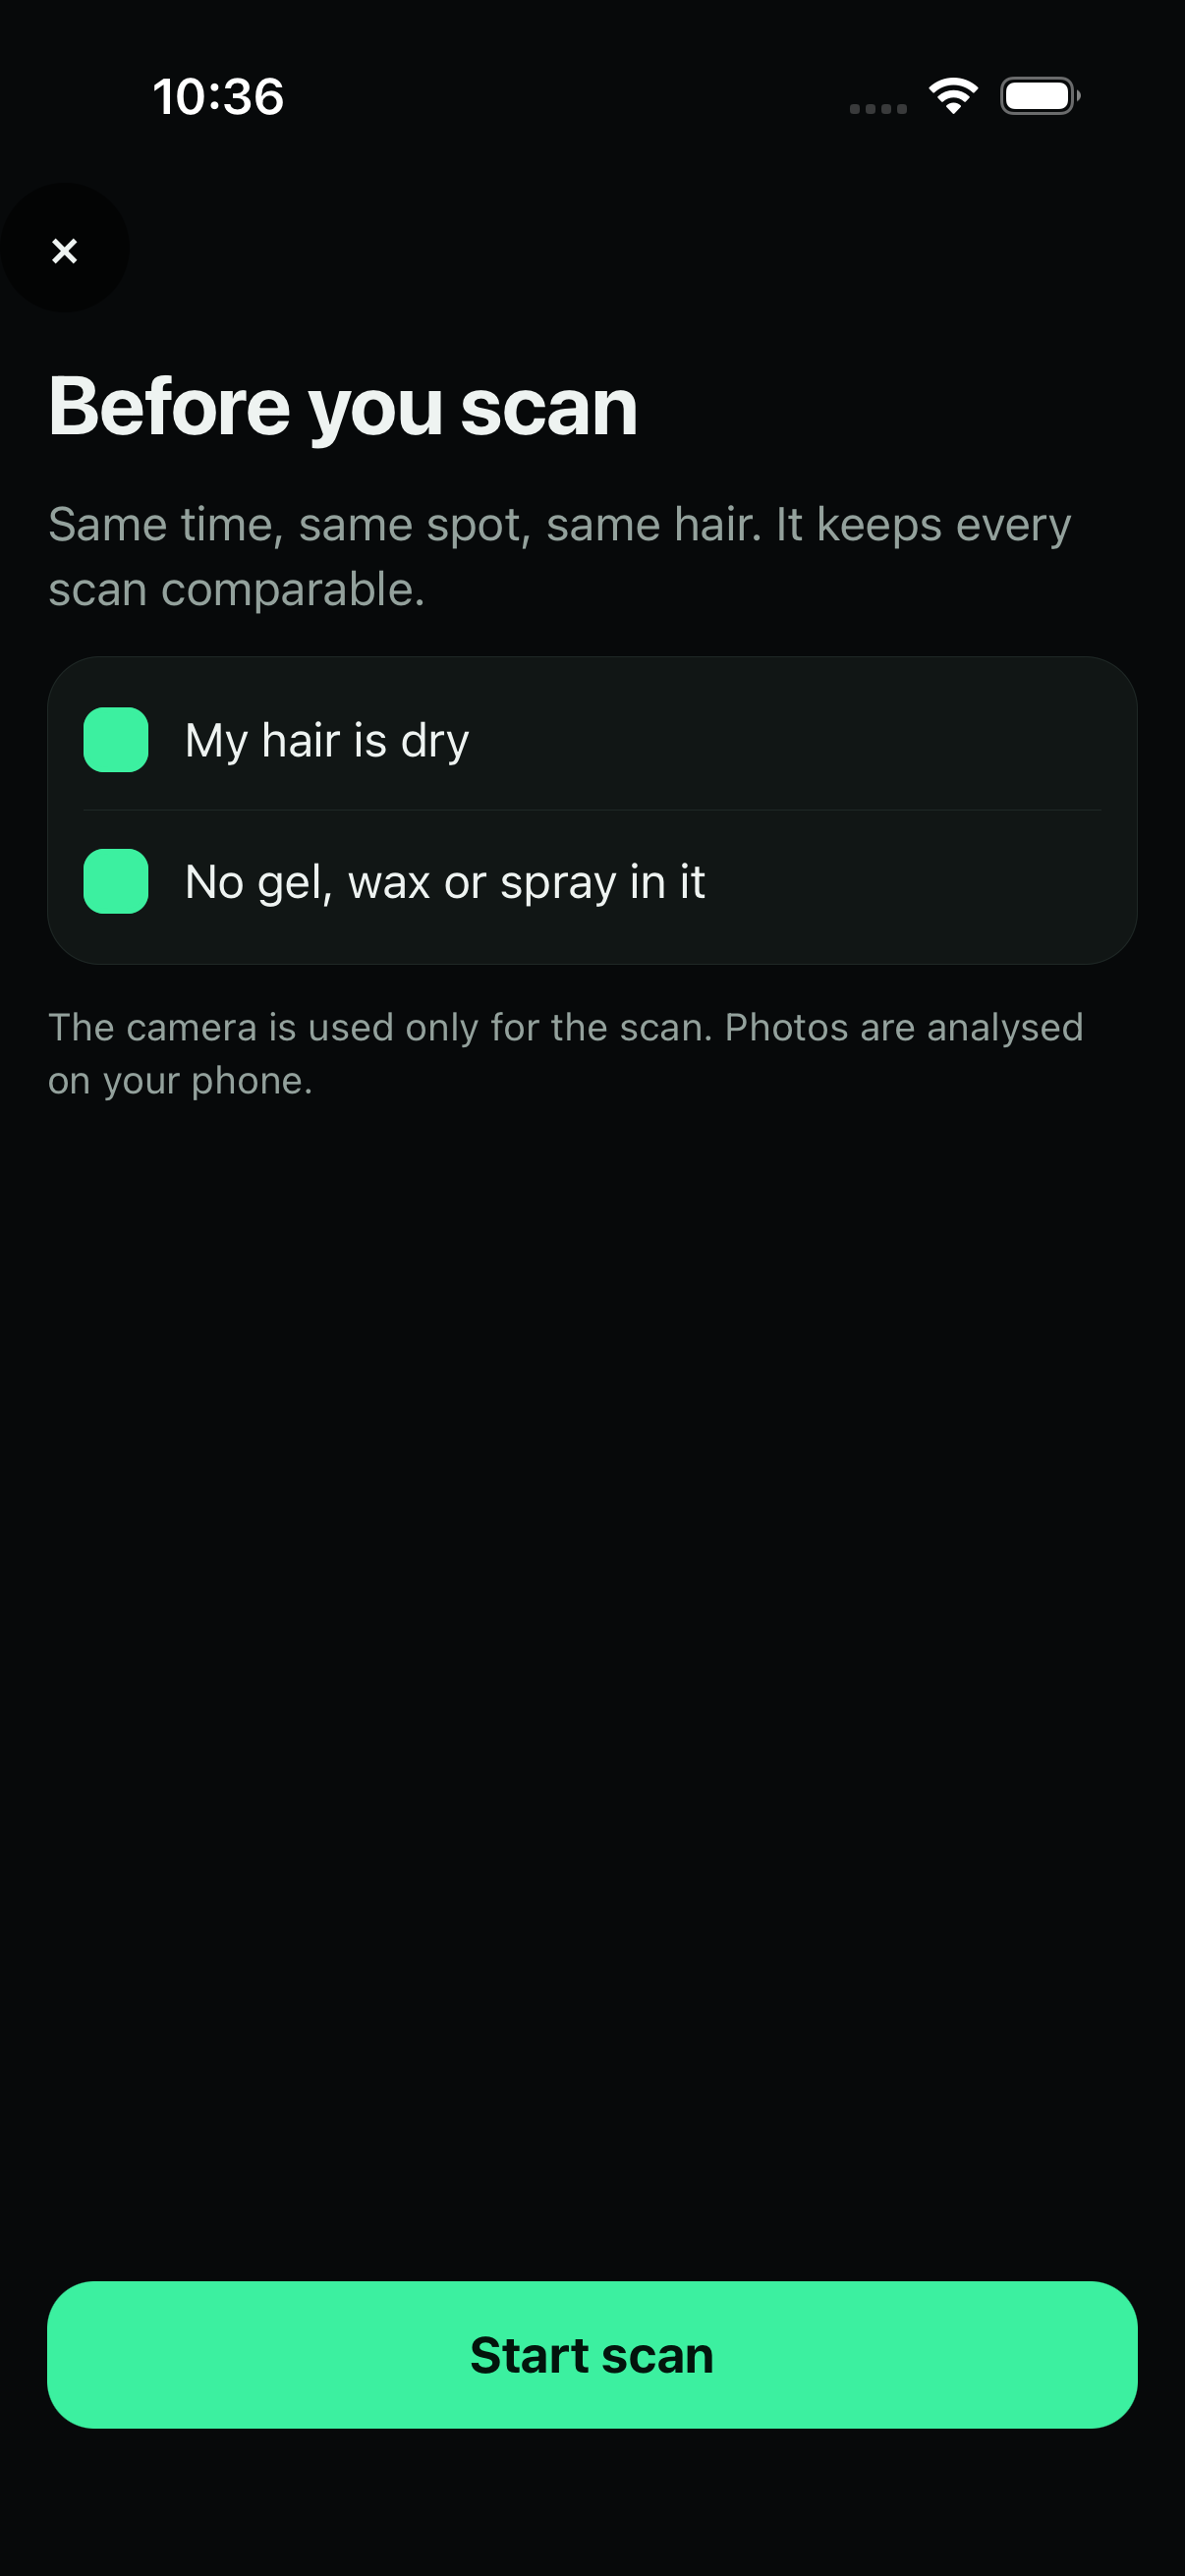 10:36
×
Before you scan
Same time, same spot, same hair. It keeps every
scan comparable.
My hair is dry
No gel, wax or spray in it
The camera is used only for the scan. Photos are analysed
on your phone.
Start scan